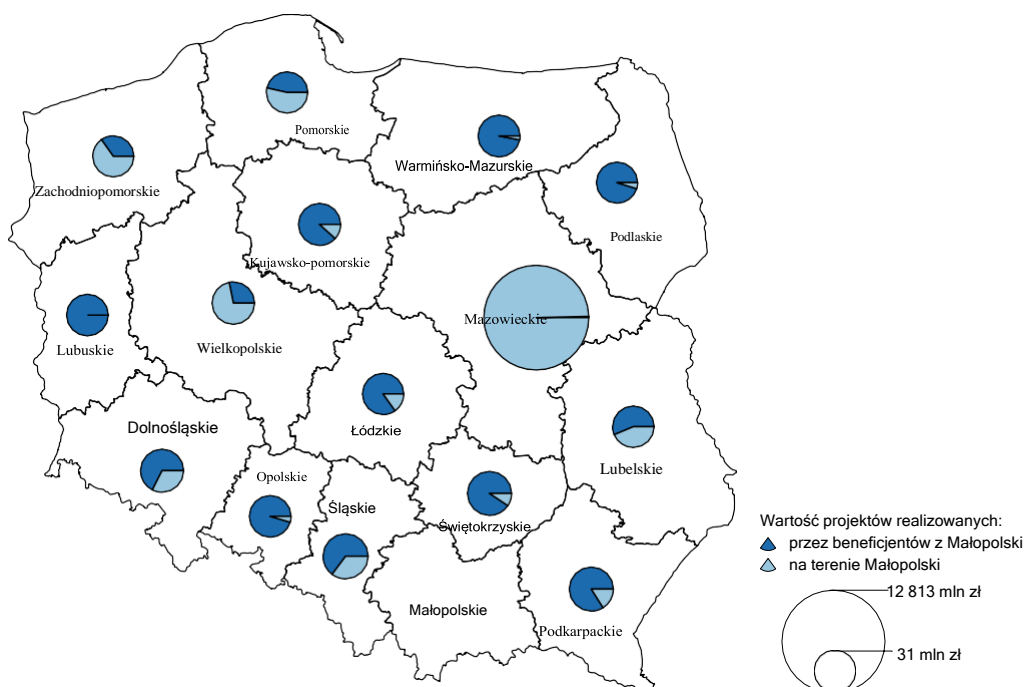 Pomorskie
Warmińsko-Mazurskie
Zachodniopomorskie
Podlaskie
Kujawsko-pomorskie
Mazowieckie
Wielkopolskie
Lubuskie
Dolnośląskie
Łódzkie
Lubelskie
Opolskie
Śląskie
Świętokrzyskie
Małopolskie
Podkarpackie
Wartość projektów realizowanych:
przez beneficjentów z Małopolski
na terenie Małopolski
12 813 mln zł
31 mln zł